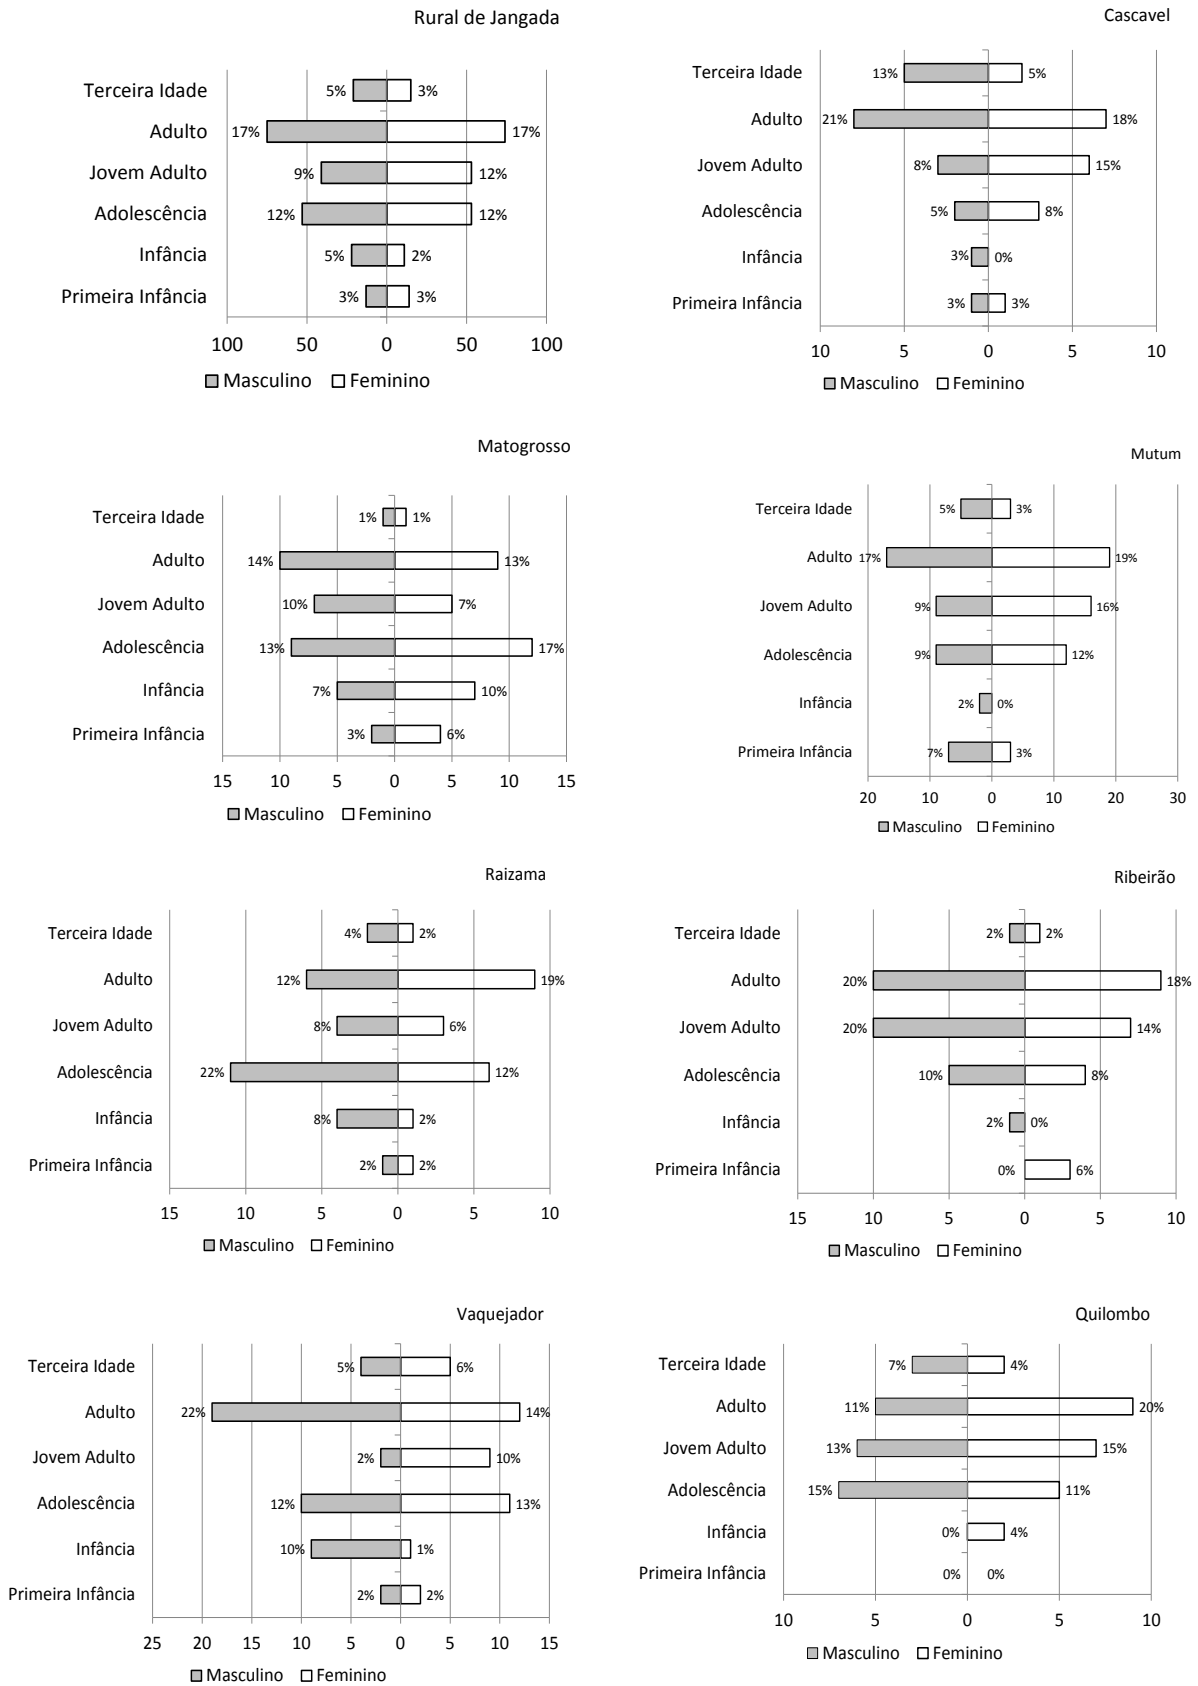 Rural de Jangada
Terceira Idade 5% 3%
Adulto 17% 17%
Jovem Adulto 9% 12%
Adolescência 12% 12%
Infância 5% 2%
Primeira Infância 3% 3%
100 50 0 50 100
Masculino Feminino
Cascavel
Terceira Idade 13% 5%
Adulto 21% 18%
Jovem Adulto 8% 15%
Adolescência 5% 8%
Infância 3% 0%
Primeira Infância 3% 3%
10 5 0 5 10
Masculino Feminino
Matogrosso
Terceira Idade 1% 1%
Adulto 14% 13%
Jovem Adulto 10% 7%
Adolescência 13% 17%
Infância 7% 10%
Primeira Infância 3% 6%
15 10 5 0 5 10 15
Masculino Feminino
Mutum
Terceira Idade 5% 3%
Adulto 17% 19%
Jovem Adulto 9% 16%
Adolescência 9% 12%
Infância 2% 0%
Primeira Infância 7% 3%
20 10 0 10 20 30
Masculino Feminino
Raizama
Terceira Idade 4% 2%
Adulto 12% 19%
Jovem Adulto 8% 6%
Adolescência 22% 12%
Infância 8% 2%
Primeira Infância 2% 2%
15 10 5 0 5 10
Masculino Feminino
Ribeirão
Terceira Idade 2% 2%
Adulto 20% 18%
Jovem Adulto 20% 14%
Adolescência 10% 8%
Infância 2% 0%
Primeira Infância 0% 6%
15 10 5 0 5 10
Masculino Feminino
Vaquejador
Terceira Idade 5% 6%
Adulto 22% 14%
Jovem Adulto 2% 10%
Adolescência 12% 13%
Infância 10% 1%
Primeira Infância 2% 2%
25 20 15 10 5 0 5 10 15
Masculino Feminino
Quilombo
Terceira Idade 7% 4%
Adulto 11% 20%
Jovem Adulto 13% 15%
Adolescência 15% 11%
Infância 0% 4%
Primeira Infância 0% 0%
10 5 0 5 10
Masculino Feminino